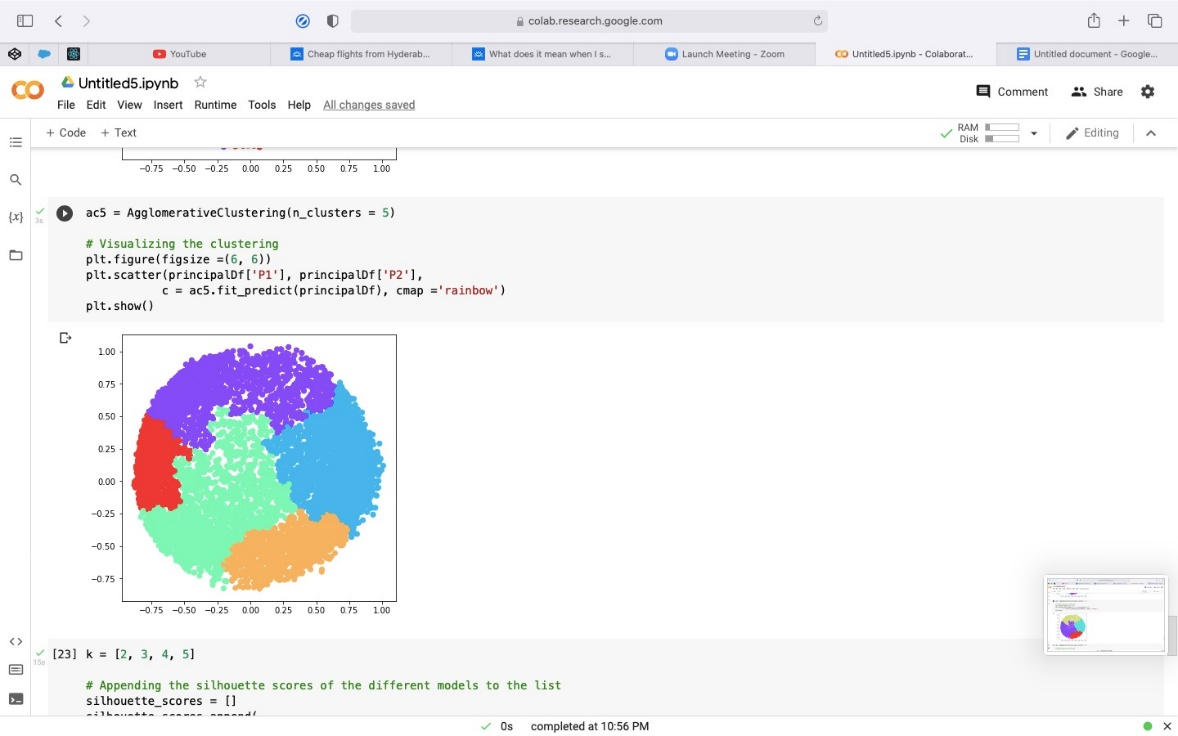 colab.research.google.com
YouTube
Cheap flights from Hyderab...
What does it mean when I s...
Launch Meeting - Zoom
Untitled5.ipynb - Colaborat...
Untitled document - Google...
Untitled5.ipynb
File Edit View Insert Runtime Tools Help All changes saved
Comment
Share
+ Code + Text
RAM
Disk
Editing
{x}
−0.75 −0.50 −0.25 0.00 0.25 0.50 0.75 1.00
3s
ac5 = AgglomerativeClustering(n_clusters = 5)
# Visualizing the clustering
plt.figure(figsize =(6, 6))
plt.scatter(principalDf['P1'], principalDf['P2'],
c = ac5.fit_predict(principalDf), cmap ='rainbow')
plt.show()
1.00
0.75
0.50
0.25
0.00
−0.25
−0.50
−0.75
−0.75 −0.50 −0.25 0.00 0.25 0.50 0.75 1.00
15s
[23] k = [2, 3, 4, 5]
# Appending the silhouette scores of the different models to the list
silhouette_scores = []
silhouette_scores.append(
0s completed at 10:56 PM